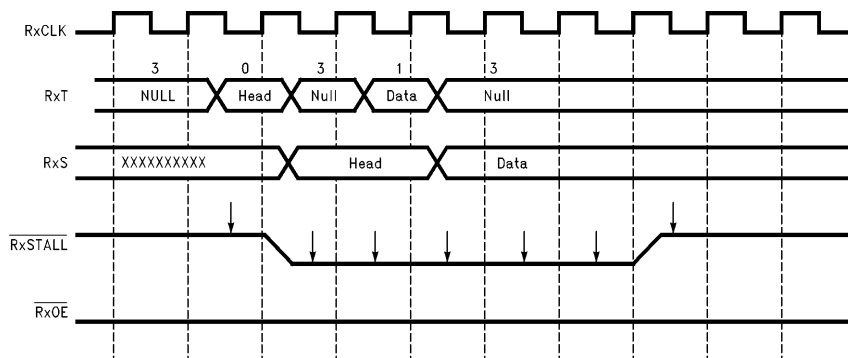 RxCLK
3 0 3 1 3
RxT NULL Head Null Data Null
RxS XXXXXXXXXX Head Data
RxSTALL
RxOE